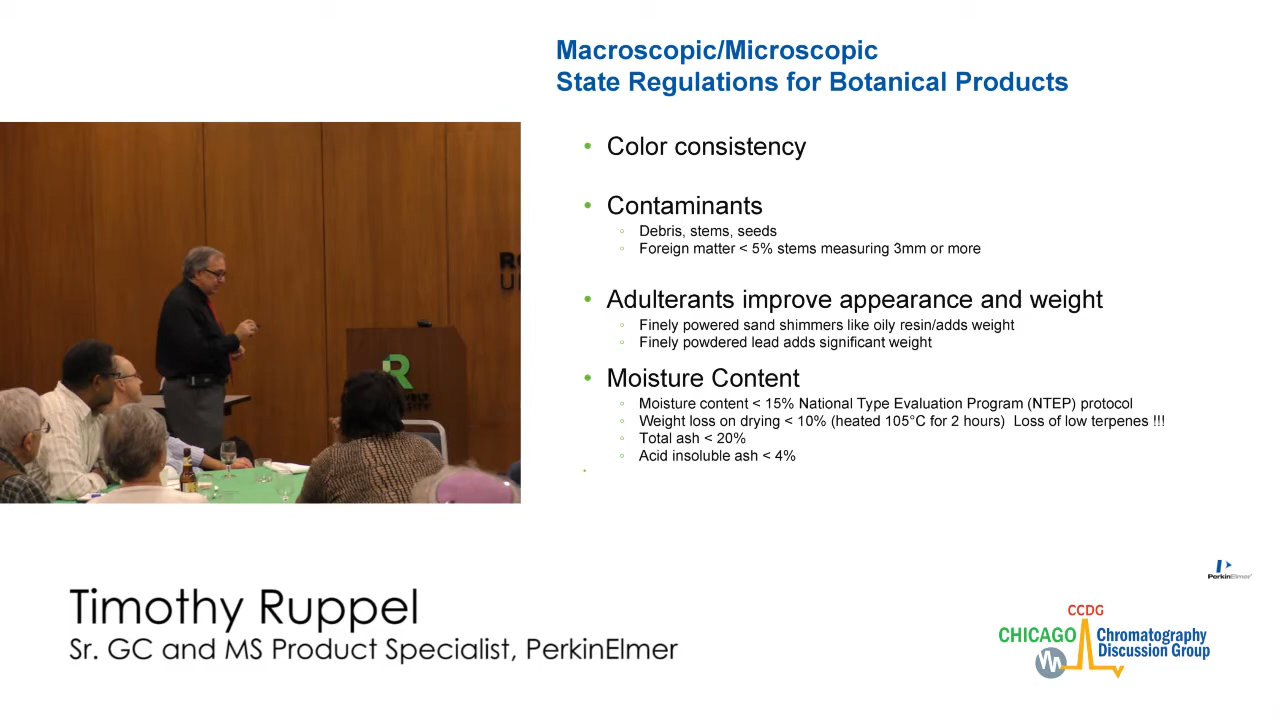 Macroscopic/Microscopic
State Regulations for Botanical Products
• Color consistency
• Contaminants
◦ Debris, stems, seeds
◦ Foreign matter < 5% stems measuring 3mm or more
• Adulterants improve appearance and weight
◦ Finely powered sand shimmers like oily resin/adds weight
◦ Finely powdered lead adds significant weight
• Moisture Content
◦ Moisture content < 15% National Type Evaluation Program (NTEP) protocol
◦ Weight loss on drying < 10% (heated 105°C for 2 hours) Loss of low terpenes !!!
◦ Total ash < 20%
◦ Acid insoluble ash < 4%
Timothy Ruppel
Sr. GC and MS Product Specialist, PerkinElmer
PerkinElmer
CCDG
CHICAGO
Chromatography
Discussion Group